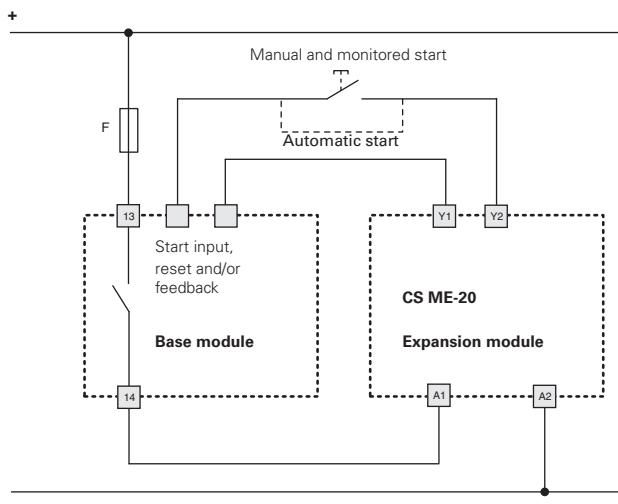 +
Manual and monitored start
F
Automatic start
13
Y1
Y2
Start input,
reset and/or
feedback
CS ME-20
Base module
Expansion module
14
A1
A2